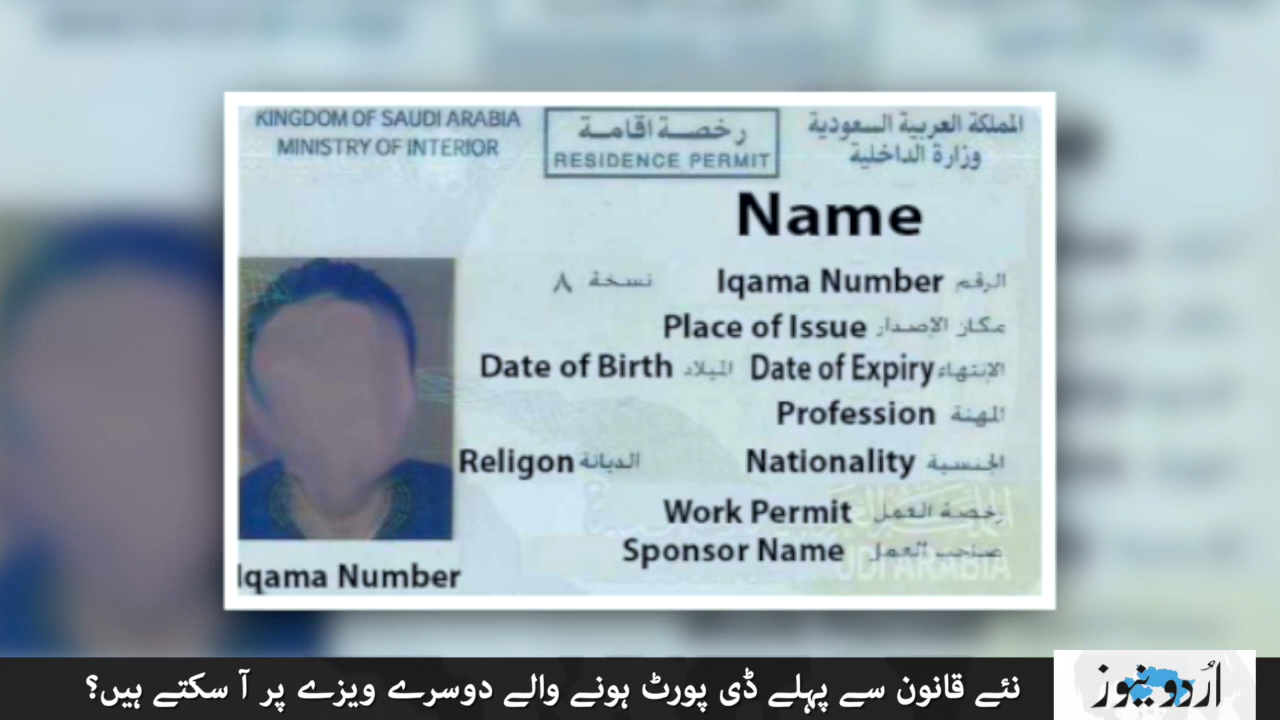 KINGDOM OF SAUDI ARABIA
MINISTRY OF INTERIOR
رخصة اقامة
RESIDENCE PERMIT
المملكة العربية السعودية
وزارة الداخلية
Name
Iqama Number الرقم نسخة ٨
Place of Issue مكان الإصدار
Date of Expiry الإنتهاء Date of Birth الميلاد
Profession المهنة
Nationality الجنسية Religon الديانة
Work Permit رخصة العمل
Sponsor Name صاحب العمل
Iqama Number
نئے قانون سے پہلے ڈی پورٹ ہونے والے دوسرے ویزے پر آ سکتے ہیں؟
اُردو نیوز